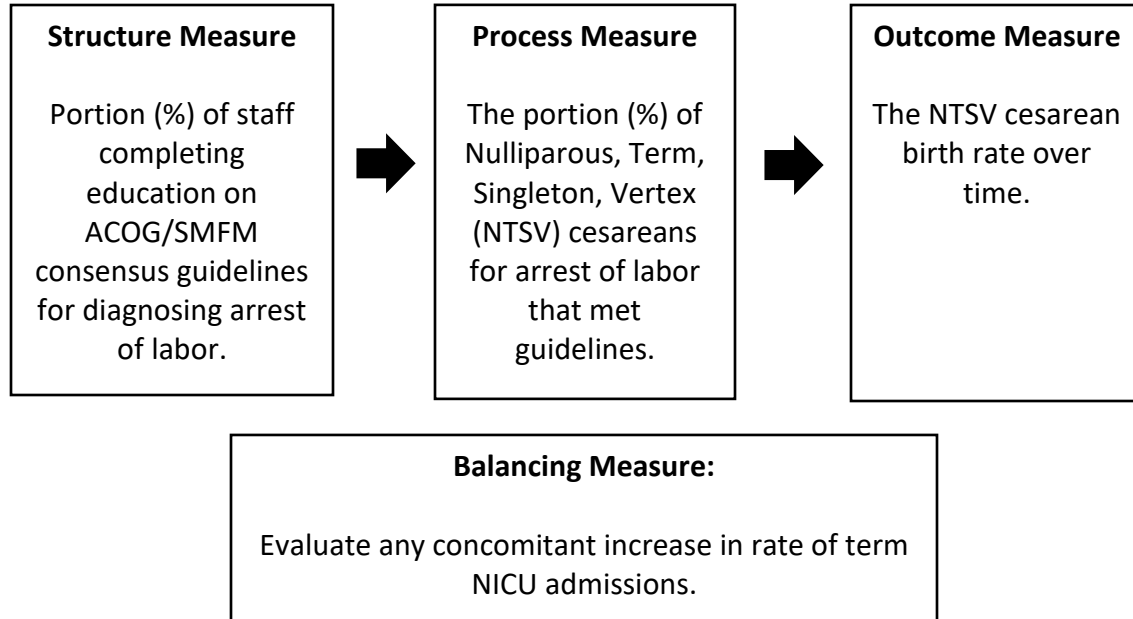 Structure Measure
Portion (%) of staff
completing
education on
ACOG/SMFM
consensus guidelines
for diagnosing arrest
of labor.
Process Measure
The portion (%) of
Nulliparous, Term,
Singleton, Vertex
(NTSV) cesareans
for arrest of labor
that met
guidelines.
Outcome Measure
The NTSV cesarean
birth rate over
time.
Balancing Measure:
Evaluate any concomitant increase in rate of term
NICU admissions.